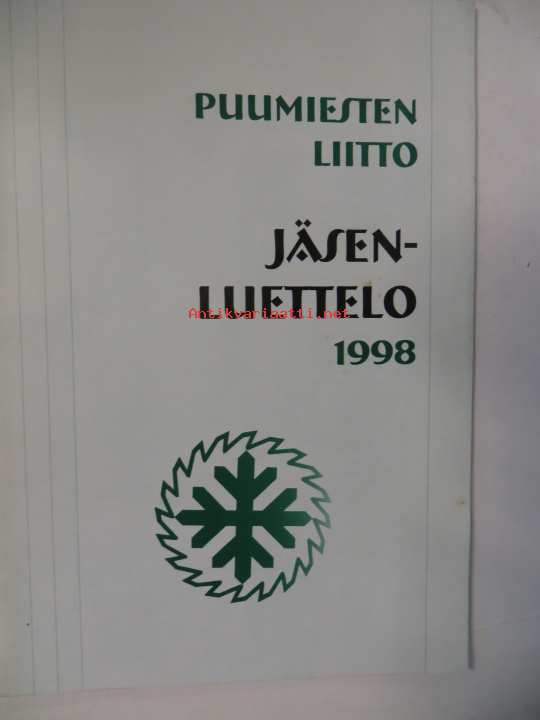 PUUMIESTEN
LIITTO
JÄSEN-
LUETTELO
Antikvariaatti.net
1998